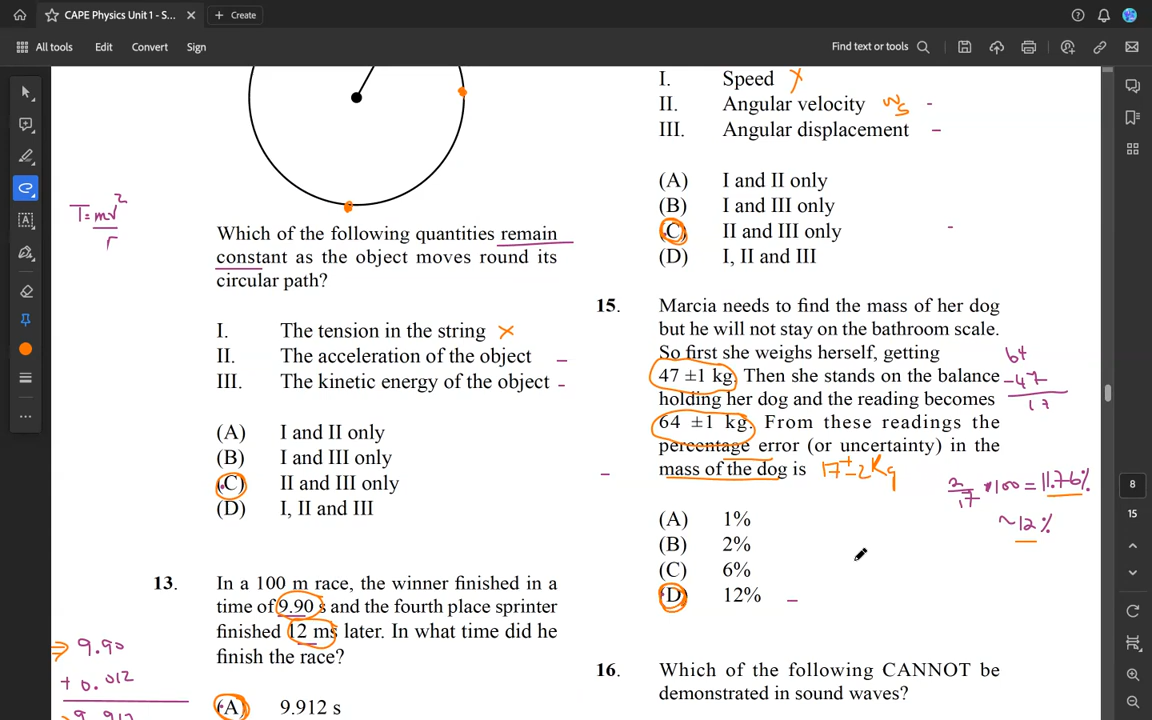 CAPE Physics Unit 1 - S...
Create
All tools
Edit
Convert
Sign
Find text or tools
T=mv²
r
Which of the following quantities remain
constant as the object moves round its
circular path?
I. The tension in the string x
II. The acceleration of the object -
III. The kinetic energy of the object -
(A) I and II only
(B) I and III only
(C) II and III only
(D) I, II and III
13. In a 100 m race, the winner finished in a
time of 9.90 s and the fourth place sprinter
finished 12 ms later. In what time did he
finish the race?
⇒ 9.90
+ 0.012
9.912
(A) 9.912 s
I. Speed x
II. Angular velocity -
III. Angular displacement -
(A) I and II only
(B) I and III only
(C) II and III only -
(D) I, II and III
15. Marcia needs to find the mass of her dog
but he will not stay on the bathroom scale.
So first she weighs herself, getting
47 ±1 kg. Then she stands on the balance
holding her dog and the reading becomes
64 ±1 kg. From these readings the
percentage error (or uncertainty) in the
mass of the dog is 17±2Kg
64
-47
17
2/17 *100 = 11.76%
~12%
(A) 1%
(B) 2%
(C) 6%
(D) 12% -
16. Which of the following CANNOT be
demonstrated in sound waves?
8
15